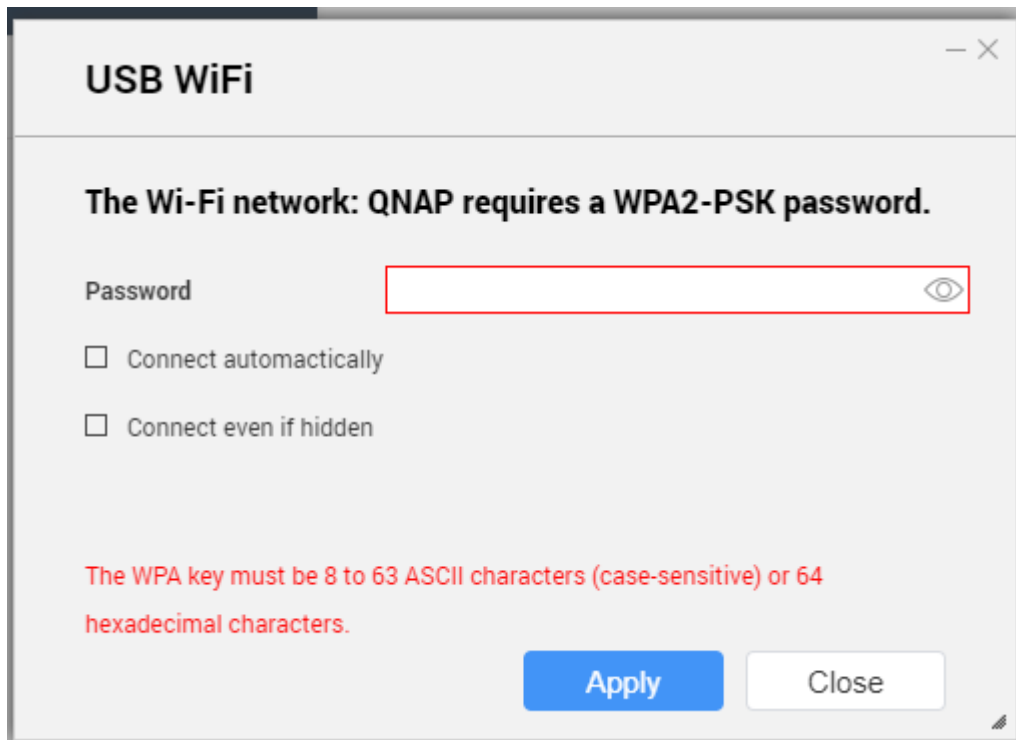 USB WiFi
The Wi-Fi network: QNAP requires a WPA2-PSK password.
Password
Connect automactically
Connect even if hidden
The WPA key must be 8 to 63 ASCII characters (case-sensitive) or 64
hexadecimal characters.
Apply Close